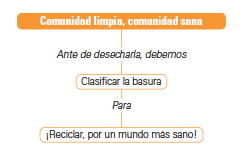 Comunidad limpia, comunidad sana
Ante de desecharla, debemos
Clasificar la basura
Para
¡Reciclar, por un mundo más sano!